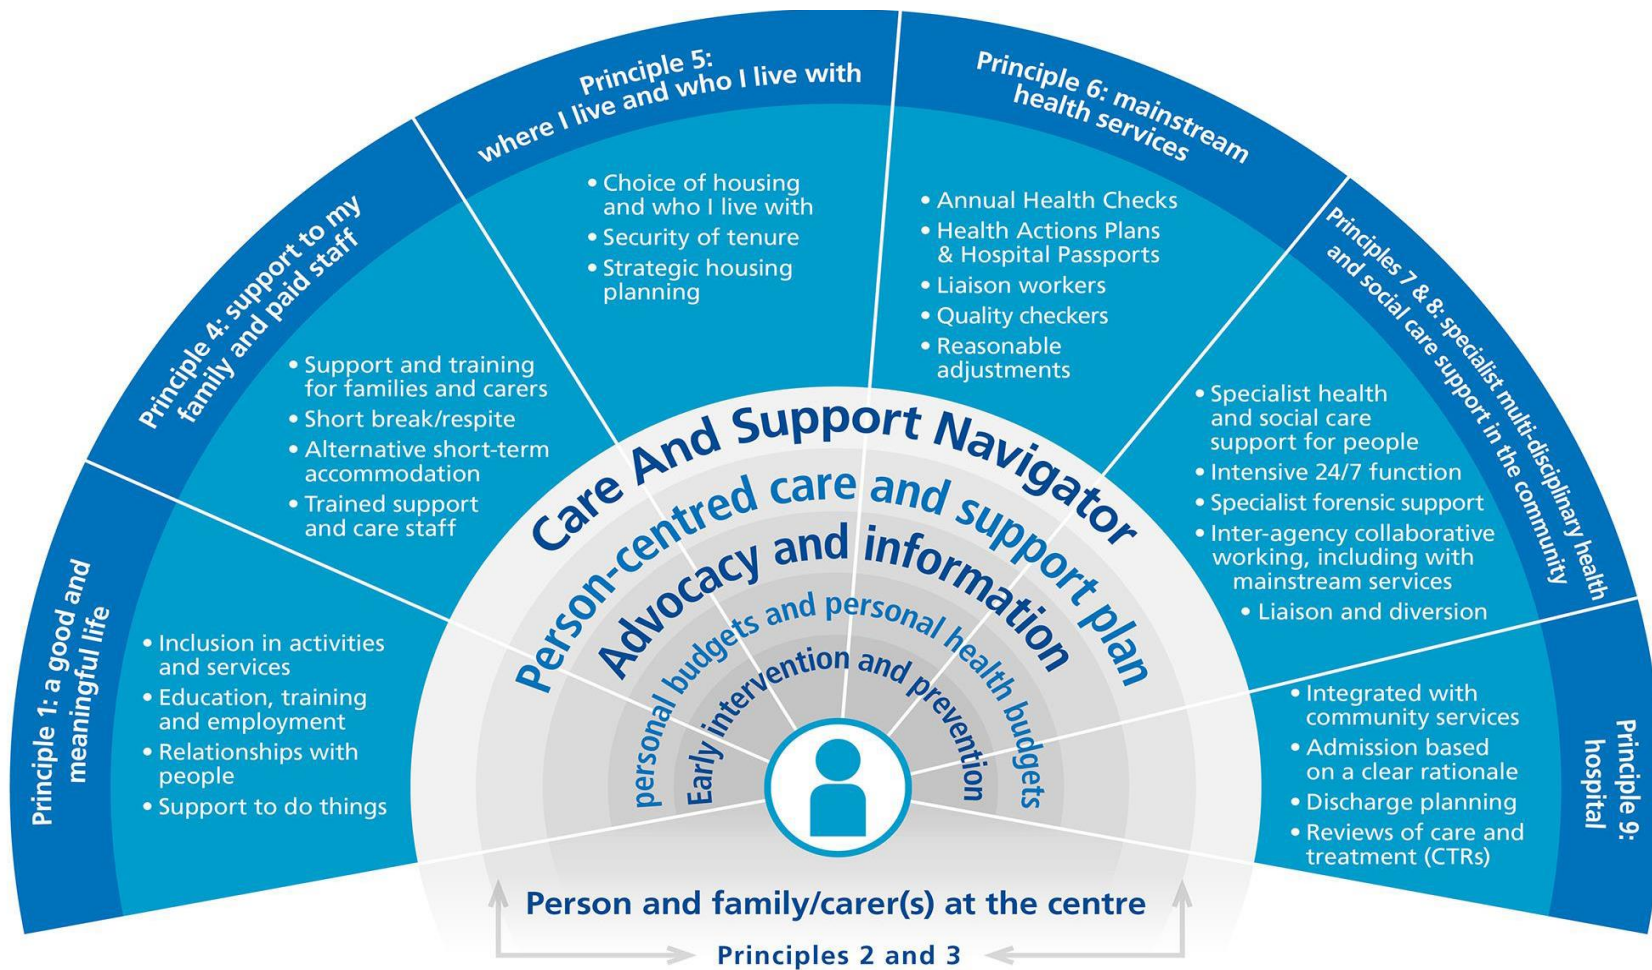 Principle 1: a good and
meaningful life
• Inclusion in activities
and services
• Education, training
and employment
• Relationships with
people
• Support to do things
Principle 4: support to my
family and paid staff
• Support and training
for families and carers
• Short break/respite
• Alternative short-term
accommodation
• Trained support
and care staff
Principle 5:
where I live and who I live with
• Choice of housing
and who I live with
• Security of tenure
• Strategic housing
planning
Principle 6: mainstream
health services
• Annual Health Checks
• Health Actions Plans
& Hospital Passports
• Liaison workers
• Quality checkers
• Reasonable
adjustments
Principles 7 & 8: specialist multi-disciplinary health
and social care support in the community
• Specialist health
and social care
support for people
• Intensive 24/7 function
• Specialist forensic support
• Inter-agency collaborative
working, including with
mainstream services
• Liaison and diversion
Principle 9:
hospital
• Integrated with
community services
• Admission based
on a clear rationale
• Discharge planning
• Reviews of care and
treatment (CTRs)
Care And Support Navigator
Person-centred care and support plan
Advocacy and information
personal budgets and personal health budgets
Early intervention and prevention
Person and family/carer(s) at the centre
Principles 2 and 3